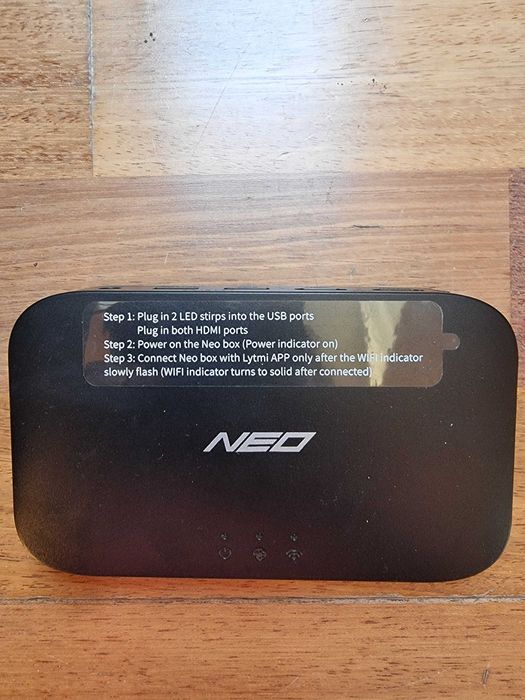 Step 1: Plug in 2 LED stirps into the USB ports
Plug in both HDMI ports
Step 2: Power on the Neo box (Power indicator on)
Step 3: Connect Neo box with Lytmi APP only after the WIFI indicator
slowly flash (WIFI indicator turns to solid after connected)
NEO